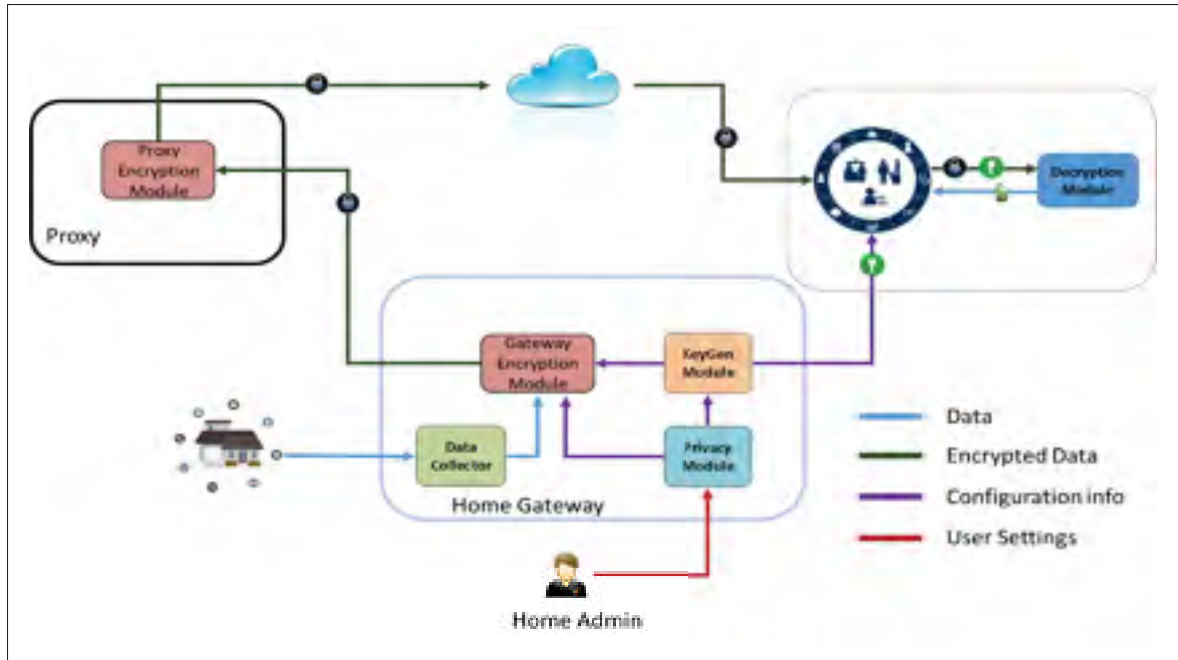 Proxy
Encryption
Module
Proxy
Decryption
Module
Gateway
Encryption
Module
KeyGen
Module
Data
Collector
Privacy
Module
Home Gateway
Home Admin
Data
Encrypted Data
Configuration info
User Settings